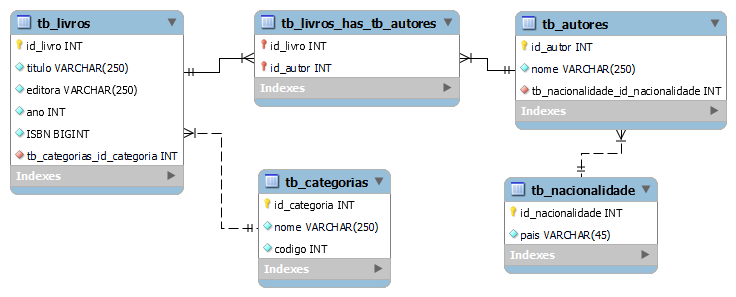 tb_livros
id_livro INT
titulo VARCHAR(250)
editora VARCHAR(250)
ano INT
ISBN BIGINT
tb_categorias_id_categoria INT
Indexes
tb_livros_has_tb_autores
id_livro INT
id_autor INT
Indexes
tb_autores
id_autor INT
nome VARCHAR(250)
tb_nacionalidade_id_nacionalidade INT
Indexes
tb_categorias
id_categoria INT
nome VARCHAR(250)
codigo INT
Indexes
tb_nacionalidade
id_nacionalidade INT
pais VARCHAR(45)
Indexes